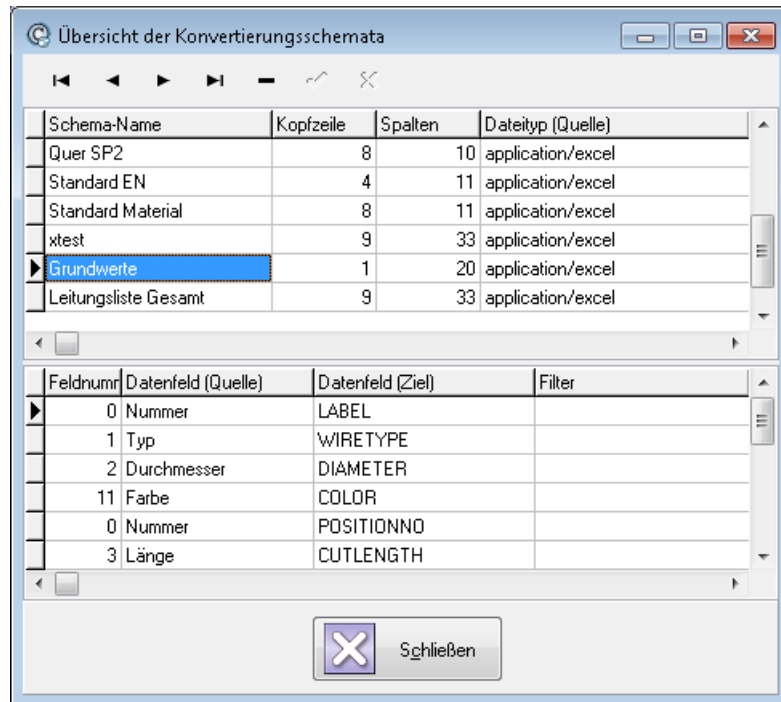 Übersicht der Konvertierungsschemata
Schema-Name Kopfzeile Spalten Dateityp (Quelle)
Quer SP2 8 10 application/excel
Standard EN 4 11 application/excel
Standard Material 8 11 application/excel
xtest 9 33 application/excel
Grundwerte 1 20 application/excel
Leitungsliste Gesamt 9 33 application/excel
Feldnumr Datenfeld (Quelle) Datenfeld (Ziel) Filter
0 Nummer LABEL
1 Typ WIRETYPE
2 Durchmesser DIAMETER
11 Farbe COLOR
0 Nummer POSITIONNO
3 Länge CUTLENGTH
Schließen